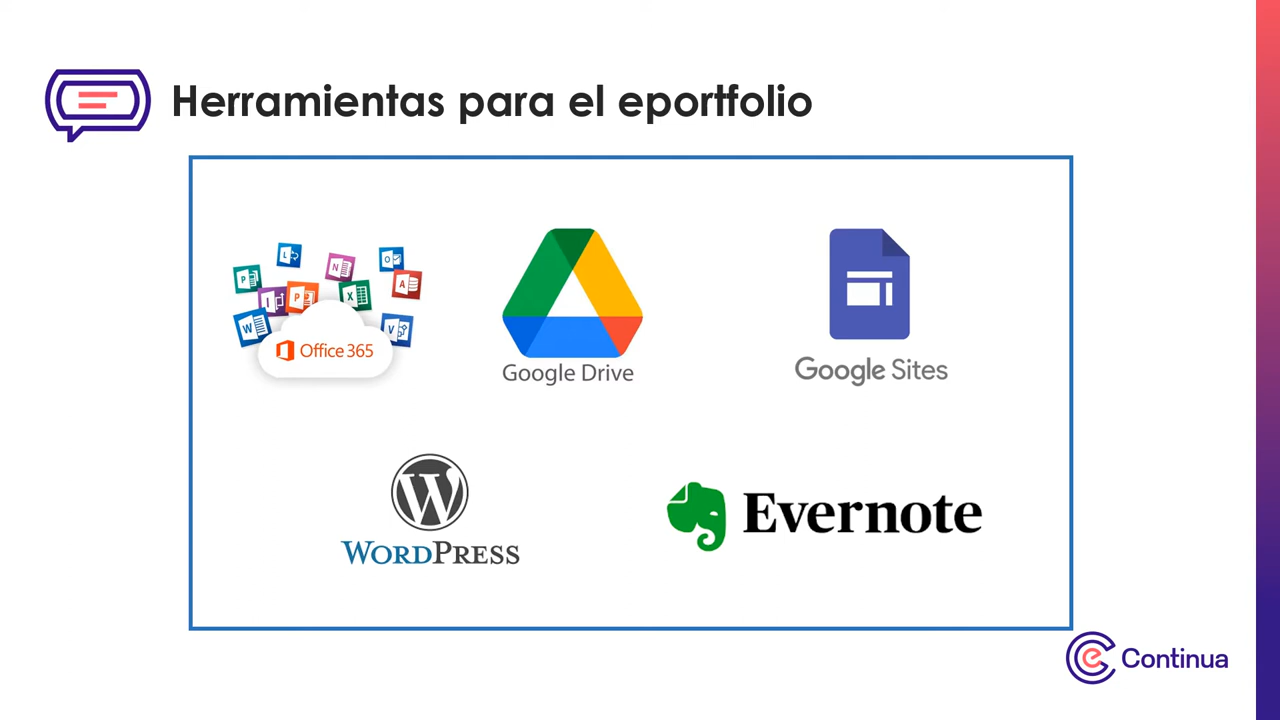 Herramientas para el eportfolio
L
N
O
P
A
I
P
X
W
V
Office 365
Google Drive
Google Sites
W
WORDPRESS
Evernote
e Continua